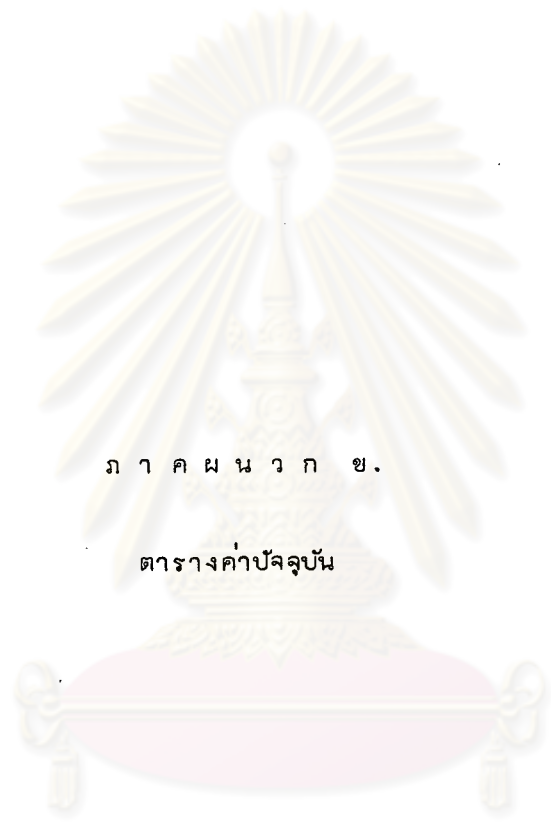 ภ า ค ผ น ว ก ข.
ตารางค่าปัจจุบัน